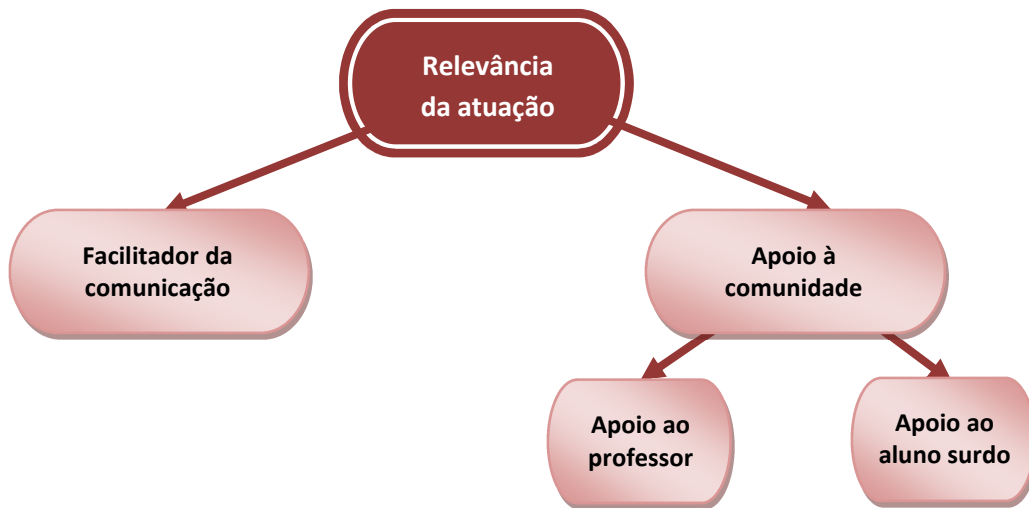 Relevância
da atuação
Facilitador da
comunicação
Apoio à
comunidade
Apoio ao
professor
Apoio ao
aluno surdo